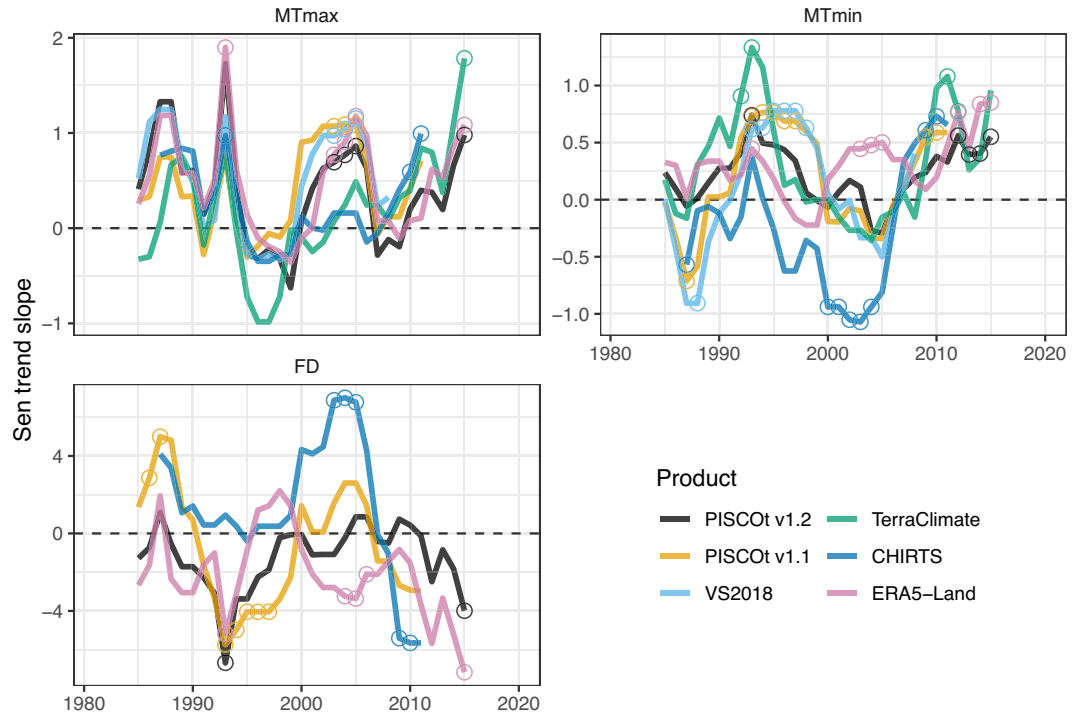 MTmax
MTmin
2
1
0
−1
1.0
0.5
0.0
−0.5
−1.0
1980 1990 2000 2010 2020
Sen trend slope
FD
4
0
−4
1980 1990 2000 2010 2020
Product
PISCOt v1.2 TerraClimate
PISCOt v1.1 CHIRTS
VS2018 ERA5−Land